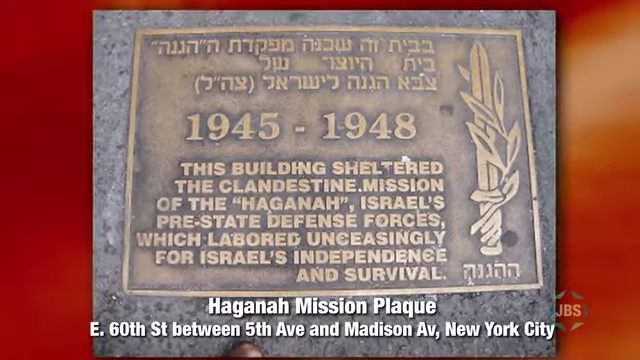 בבית זה שכנה מפקדת ה"הגנה"
בית היוצר של
צבא הגנה לישראל (צה"ל)
1945 - 1948
THIS BUILDING SHELTERED
THE CLANDESTINE MISSION
OF THE "HAGANAH", ISRAEL'S
PRE-STATE DEFENSE FORCES,
WHICH LABORED UNCEASINGLY
FOR ISRAEL'S INDEPENDENCE
AND SURVIVAL.
ההגנה
Haganah Mission Plaque
E. 60th St between 5th Ave and Madison Av, New York City
JBS